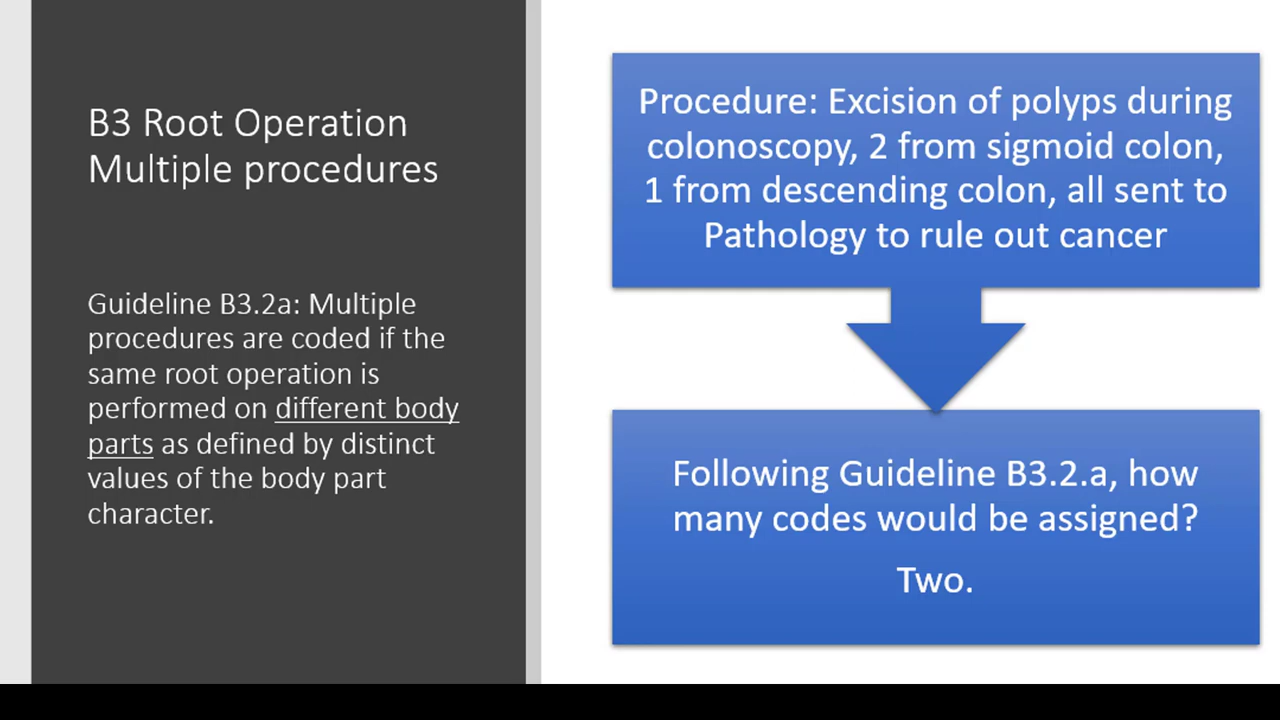 B3 Root Operation
Multiple procedures
Guideline B3.2a: Multiple
procedures are coded if the
same root operation is
performed on different body
parts as defined by distinct
values of the body part
character.
Procedure: Excision of polyps during
colonoscopy, 2 from sigmoid colon,
1 from descending colon, all sent to
Pathology to rule out cancer
Following Guideline B3.2.a, how
many codes would be assigned?
Two.